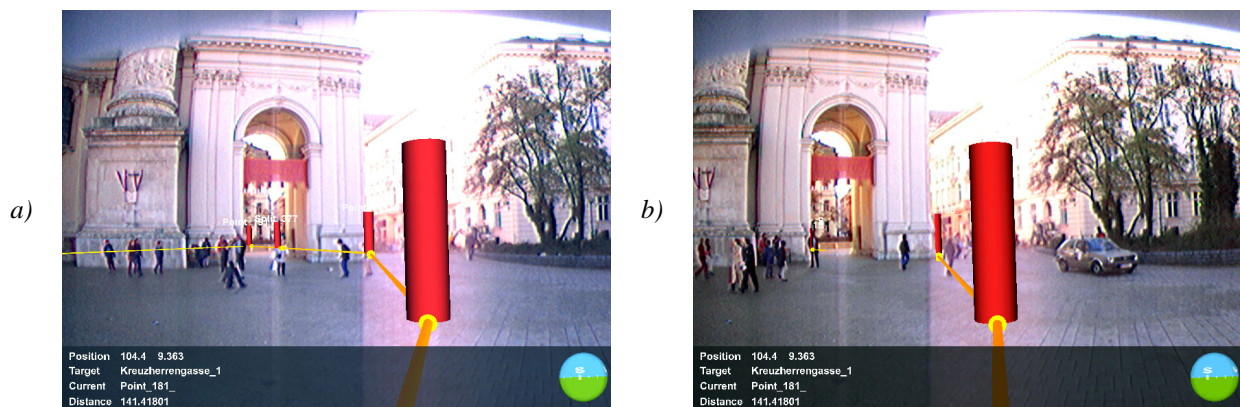 a)
Split_377
Position 104.4 9.363
Target Kreuzherrengasse_1
Current Point_181_
Distance 141.41801
S
b)
Position 104.4 9.363
Target Kreuzherrengasse_1
Current Point_181_
Distance 141.41801
S